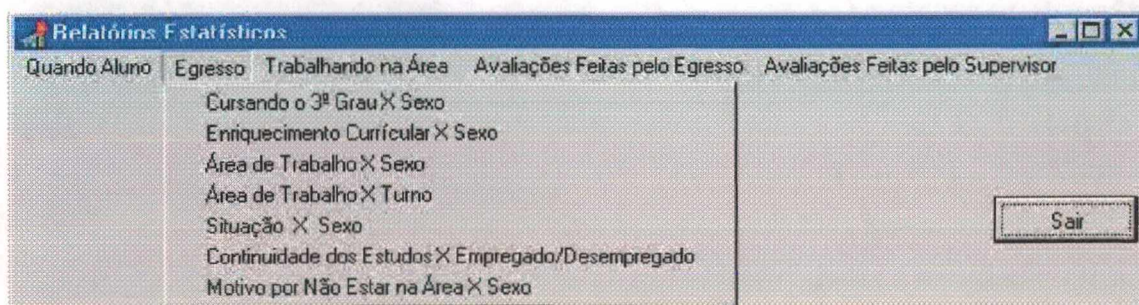 Relatórios Estatísticos
Quando Aluno Egresso Trabalhando na Área Avaliações Feitas pelo Egresso Avaliações Feitas pelo Supervisor
Cursando o 3º Grau X Sexo
Enriquecimento Currícular X Sexo
Área de Trabalho X Sexo
Área de Trabalho X Turno
Situação X Sexo
Sair
Continuidade dos Estudos X Empregado/Desempregado
Motivo por Não Estar na Área X Sexo